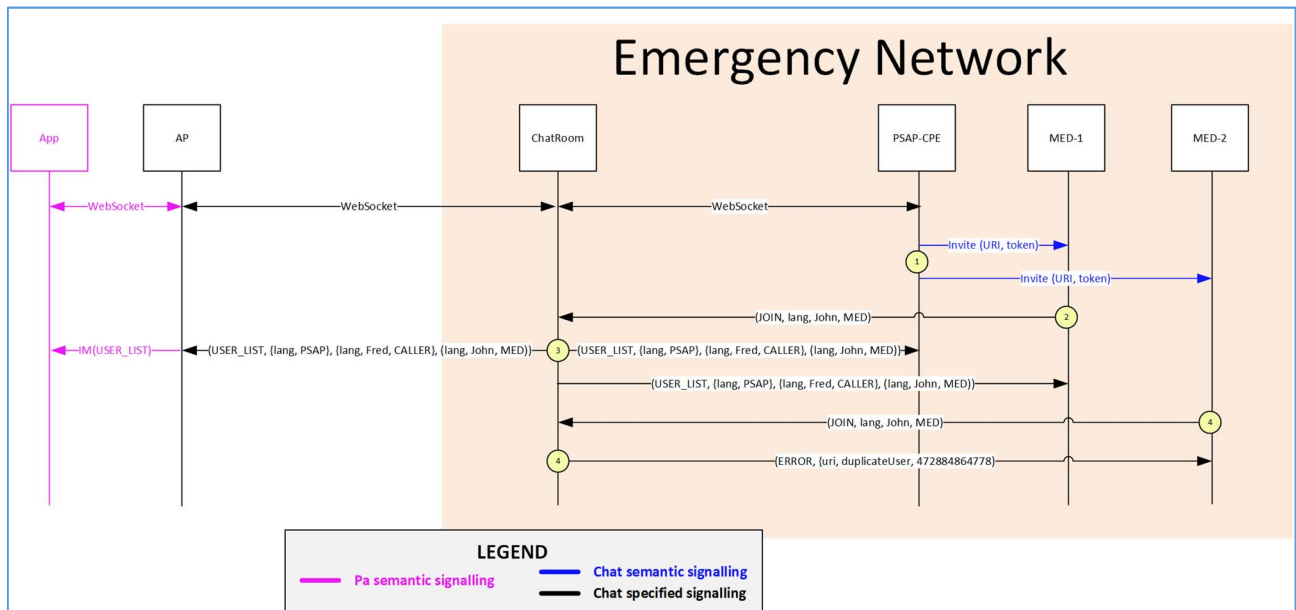 Emergency Network
App
AP
ChatRoom
PSAP-CPE
MED-1
MED-2
WebSocket
WebSocket
WebSocket
Invite (URI, token)
1
Invite (URI, token)
(JOIN, lang, John, MED)
2
IM(USER_LIST)
(USER_LIST, {lang, PSAP}, {lang, Fred, CALLER}, (lang, John, MED))
3
(USER_LIST, {lang, PSAP}, {lang, Fred, CALLER}, (lang, John, MED))
(USER_LIST, {lang, PSAP}, {lang, Fred, CALLER}, (lang, John, MED))
(JOIN, lang, John, MED)
4
4
(ERROR, {uri, duplicateUser, 472884864778)
LEGEND
Pa semantic signalling
Chat semantic signalling
Chat specified signalling